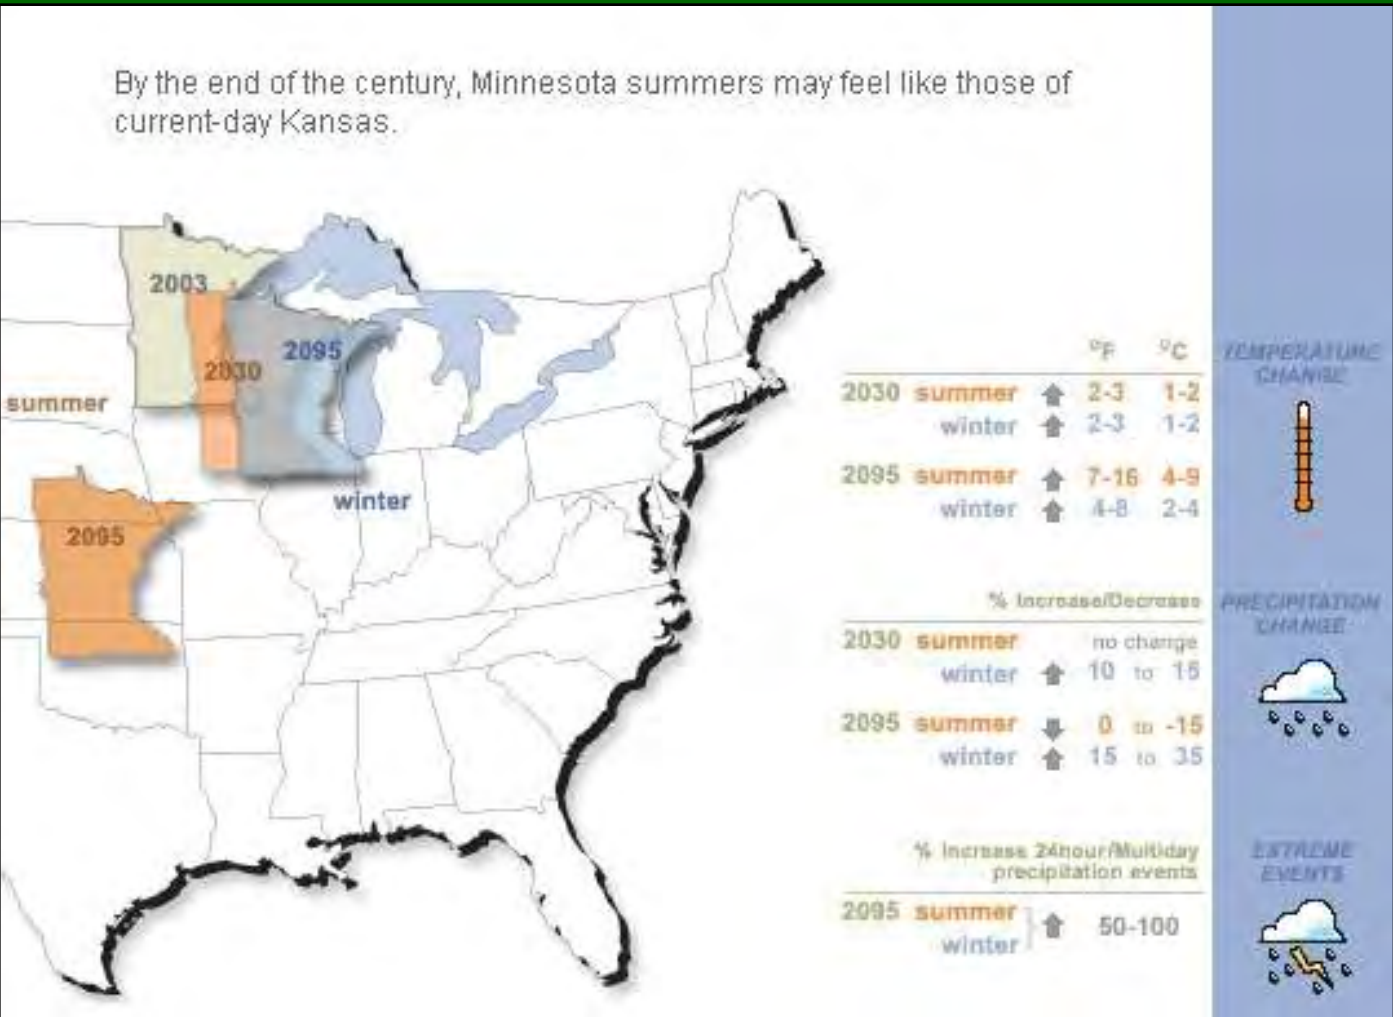 By the end of the century, Minnesota summers may feel like those of
current-day Kansas.
2003
2030
2095
summer
winter
2095
°F °C
2030 summer 2-3 1-2
winter 2-3 1-2
2095 summer 7-16 4-9
winter 4-8 2-4
TEMPERATURE
CHANGE
% Increase/Decrease
2030 summer no change
winter 10 to 15
2095 summer 0 to -15
winter 15 to 35
PRECIPITATION
CHANGE
% Increase 24hour/Multiday
precipitation events
2095 summer
winter
50-100
EXTREME
EVENTS